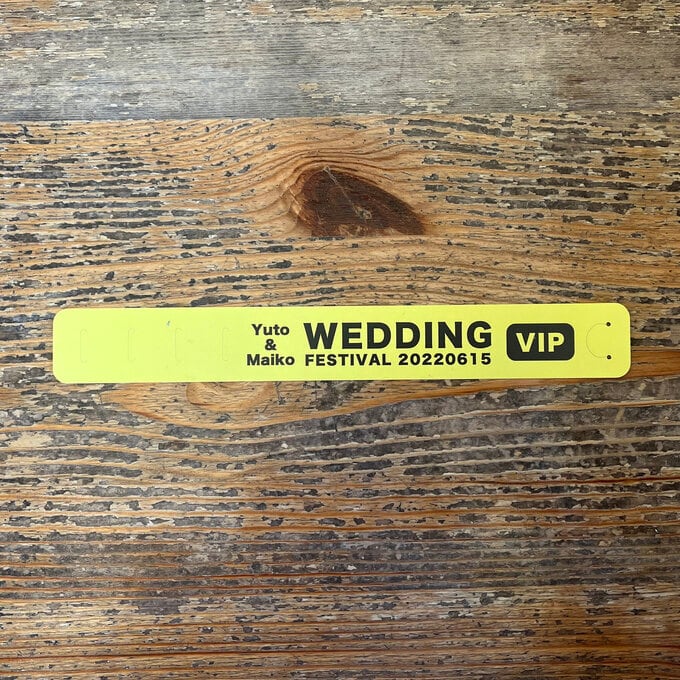 Yuto
&
Maiko
WEDDING
FESTIVAL 20220615
VIP